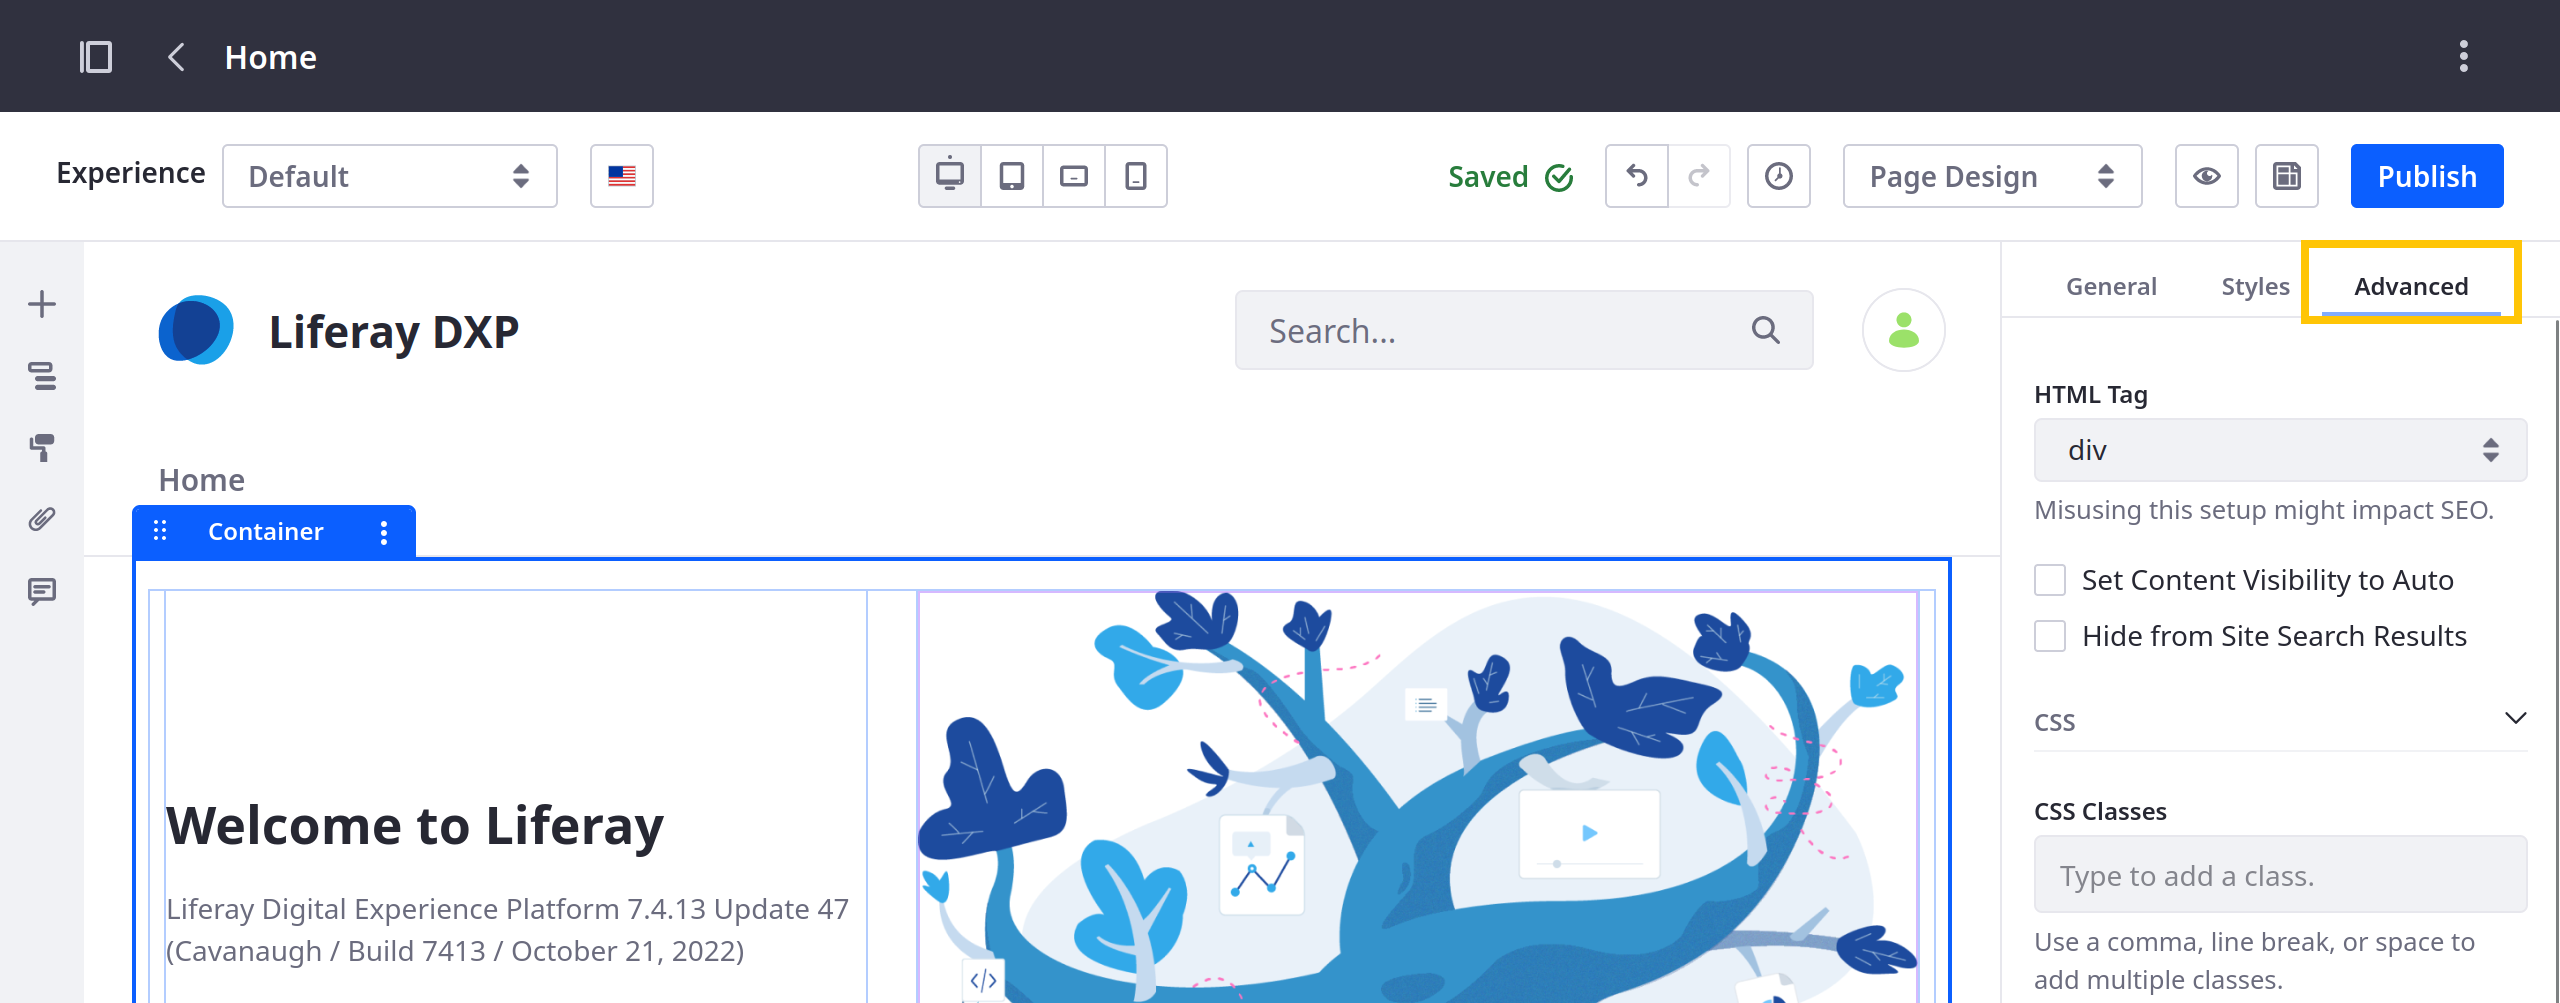 Home
Experience
Default
Saved
Page Design
Publish
Liferay DXP
Search...
Home
Container
Welcome to Liferay
Liferay Digital Experience Platform 7.4.13 Update 47
(Cavanaugh / Build 7413 / October 21, 2022)
</>
General
Styles
Advanced
HTML Tag
div
Misusing this setup might impact SEO.
Set Content Visibility to Auto
Hide from Site Search Results
CSS
CSS Classes
Type to add a class.
Use a comma, line break, or space to
add multiple classes.